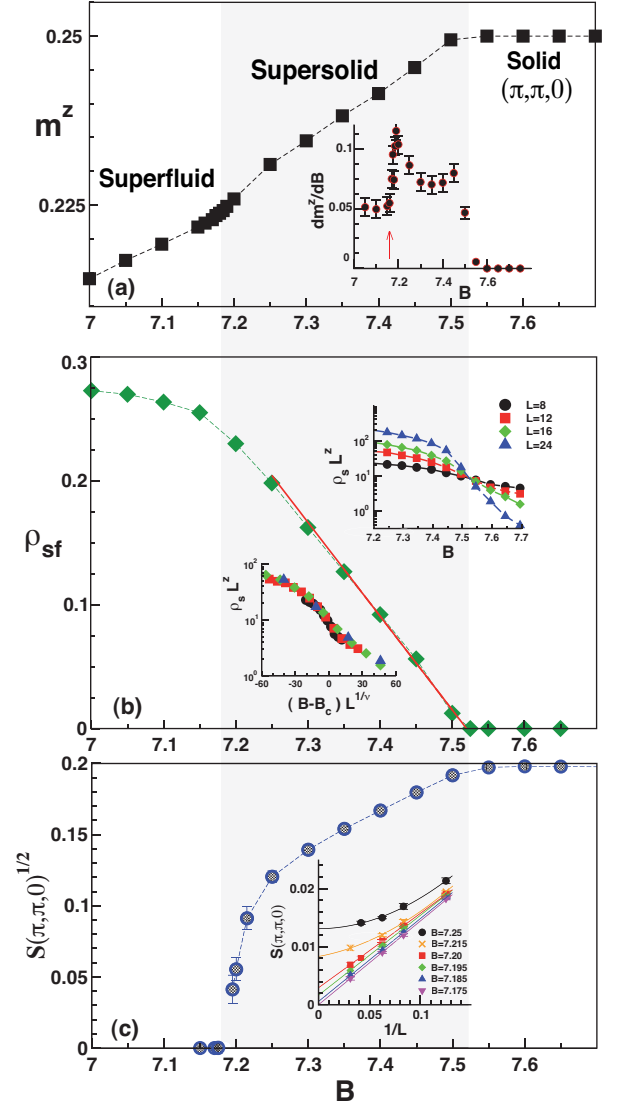 0.25
0.225
m^z
Superfluid
Supersolid
Solid
(π,π,0)
0.1
0.05
0
dm^z/dB
7 7.2 7.4 7.6
B
(a)
7 7.1 7.2 7.3 7.4 7.5 7.6
0.3
0.2
0.1
0
ρ_sf
L=8
L=12
L=16
L=24
10^2
10^1
10^0
ρ_s L^z
7.2 7.3 7.4 7.5 7.6 7.7
B
10^2
10^1
10^0
ρ_s L^z
-60 -30 0 30 60
(B-B_c) L^{1/ν}
(b)
7 7.1 7.2 7.3 7.4 7.5 7.6
0.2
0.15
0.1
0.05
0
S(π,π,0)^{1/2}
0.02
0.01
0
S(π,π,0)
B=7.25
B=7.215
B=7.20
B=7.195
B=7.185
B=7.175
0 0.05 0.1
1/L
(c)
7 7.1 7.2 7.3 7.4 7.5 7.6
B